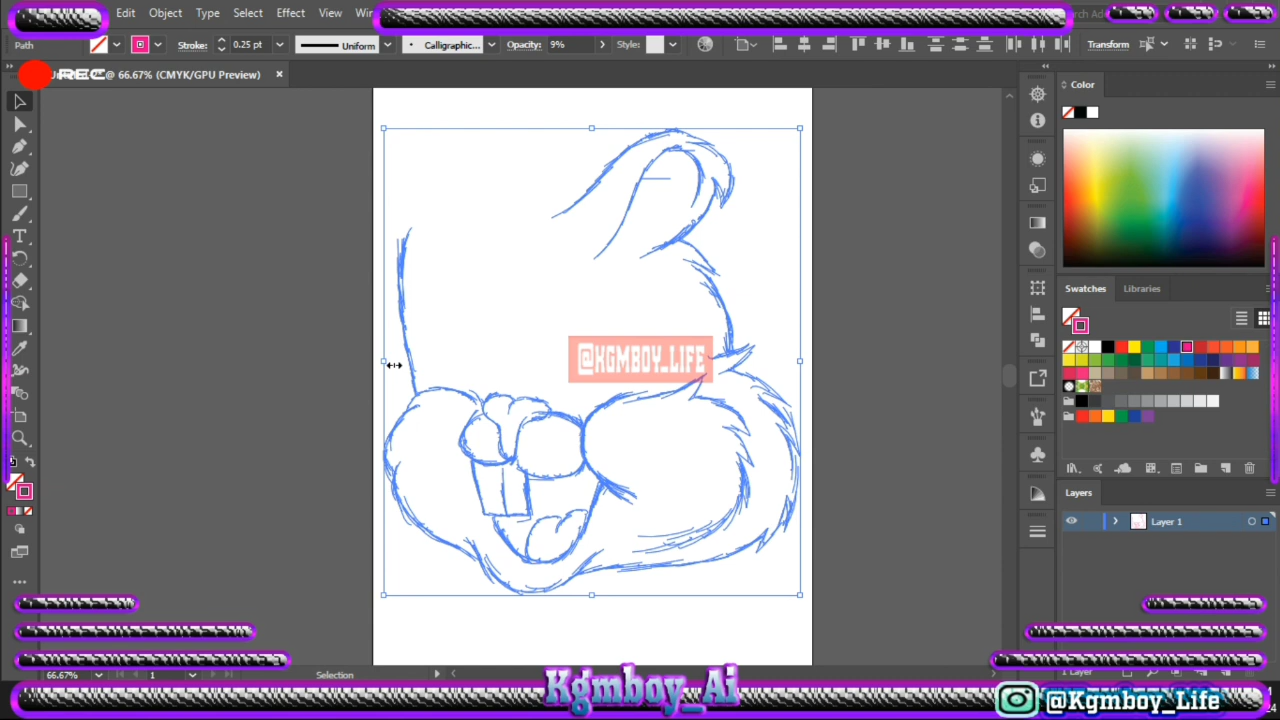 Edit Object Type Select Effect View
Path Stroke: 0.25 pt Uniform Calligraphic... Opacity: 9% Style: Transform
REC @ 66.67% (CMYK/GPU Preview) ×
Color
Swatches Libraries
@KGMBOY_LIFE
Layers
Layer 1
66.67% 1 Selection
Kgmboy_Ai
@Kgmboy_Life